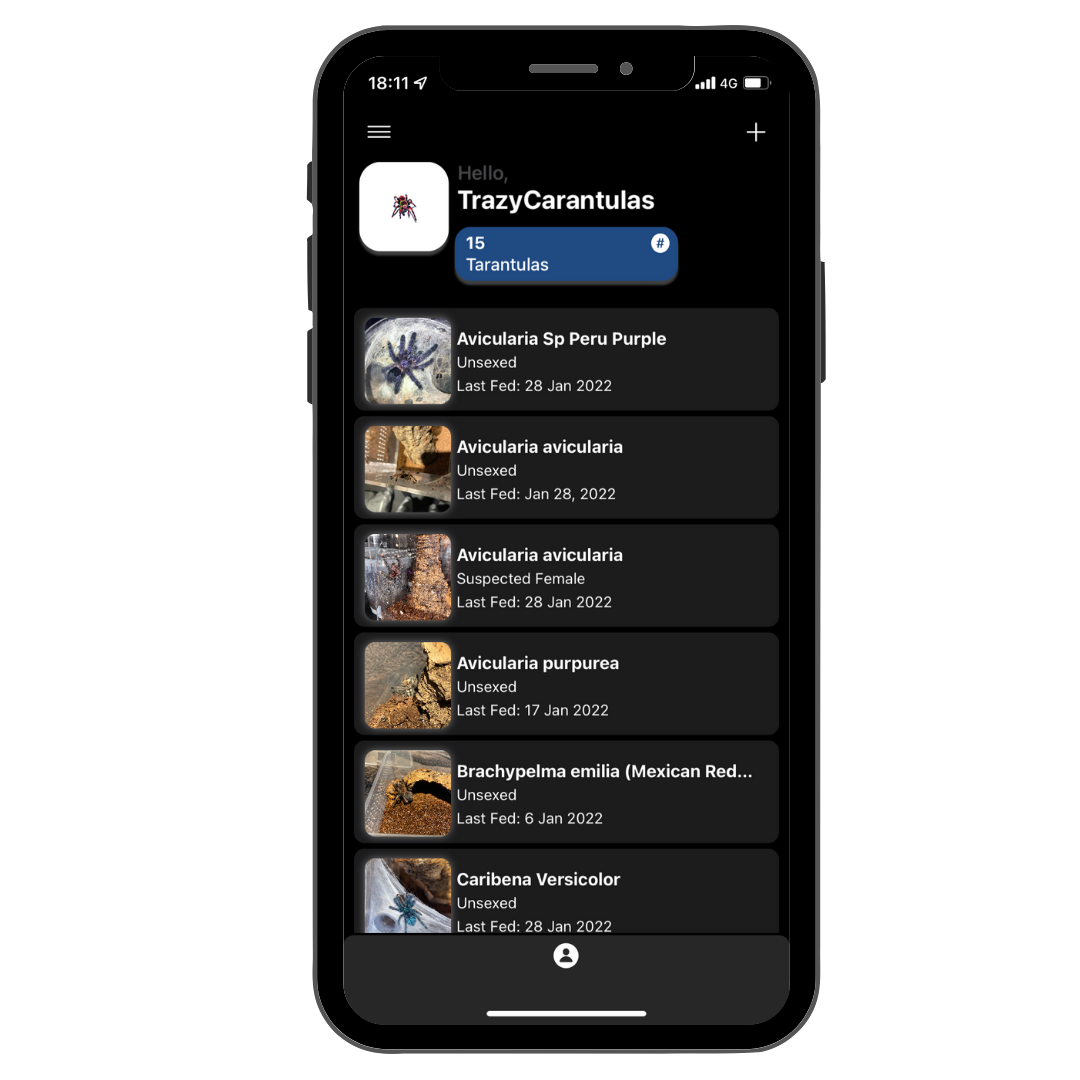 18:11
4G
Hello,
TrazyCarantulas
15
#
Tarantulas
Avicularia Sp Peru Purple
Unsexed
Last Fed: 28 Jan 2022
Avicularia avicularia
Unsexed
Last Fed: Jan 28, 2022
Avicularia avicularia
Suspected Female
Last Fed: 28 Jan 2022
Avicularia purpurea
Unsexed
Last Fed: 17 Jan 2022
Brachypelma emilia (Mexican Red...
Unsexed
Last Fed: 6 Jan 2022
Caribena Versicolor
Unsexed
Last Fed: 28 Jan 2022